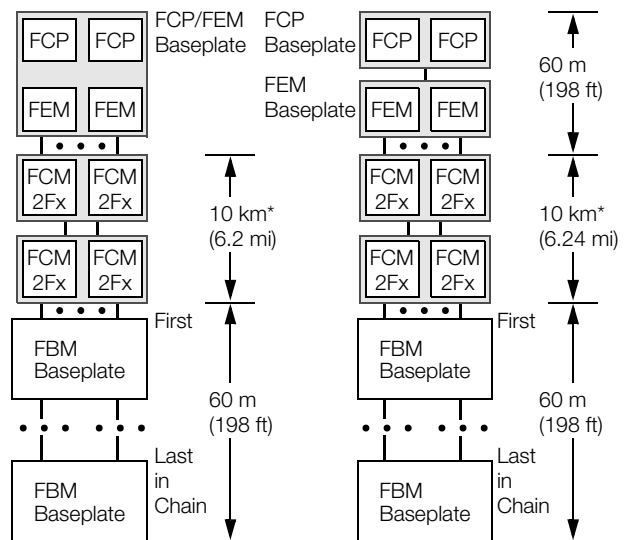 FCP FCP
FCP/FEM
Baseplate
FEM FEM
FCM
2Fx
FCM
2Fx
FCM
2Fx
FCM
2Fx
10 km*
(6.2 mi)
First
FBM
Baseplate
60 m
(198 ft)
Last
in
Chain
FBM
Baseplate
FCP
Baseplate
FCP FCP
FEM
Baseplate
FEM FEM
60 m
(198 ft)
FCM
2Fx
FCM
2Fx
FCM
2Fx
FCM
2Fx
10 km*
(6.24 mi)
First
FBM
Baseplate
60 m
(198 ft)
Last
in
Chain
FBM
Baseplate